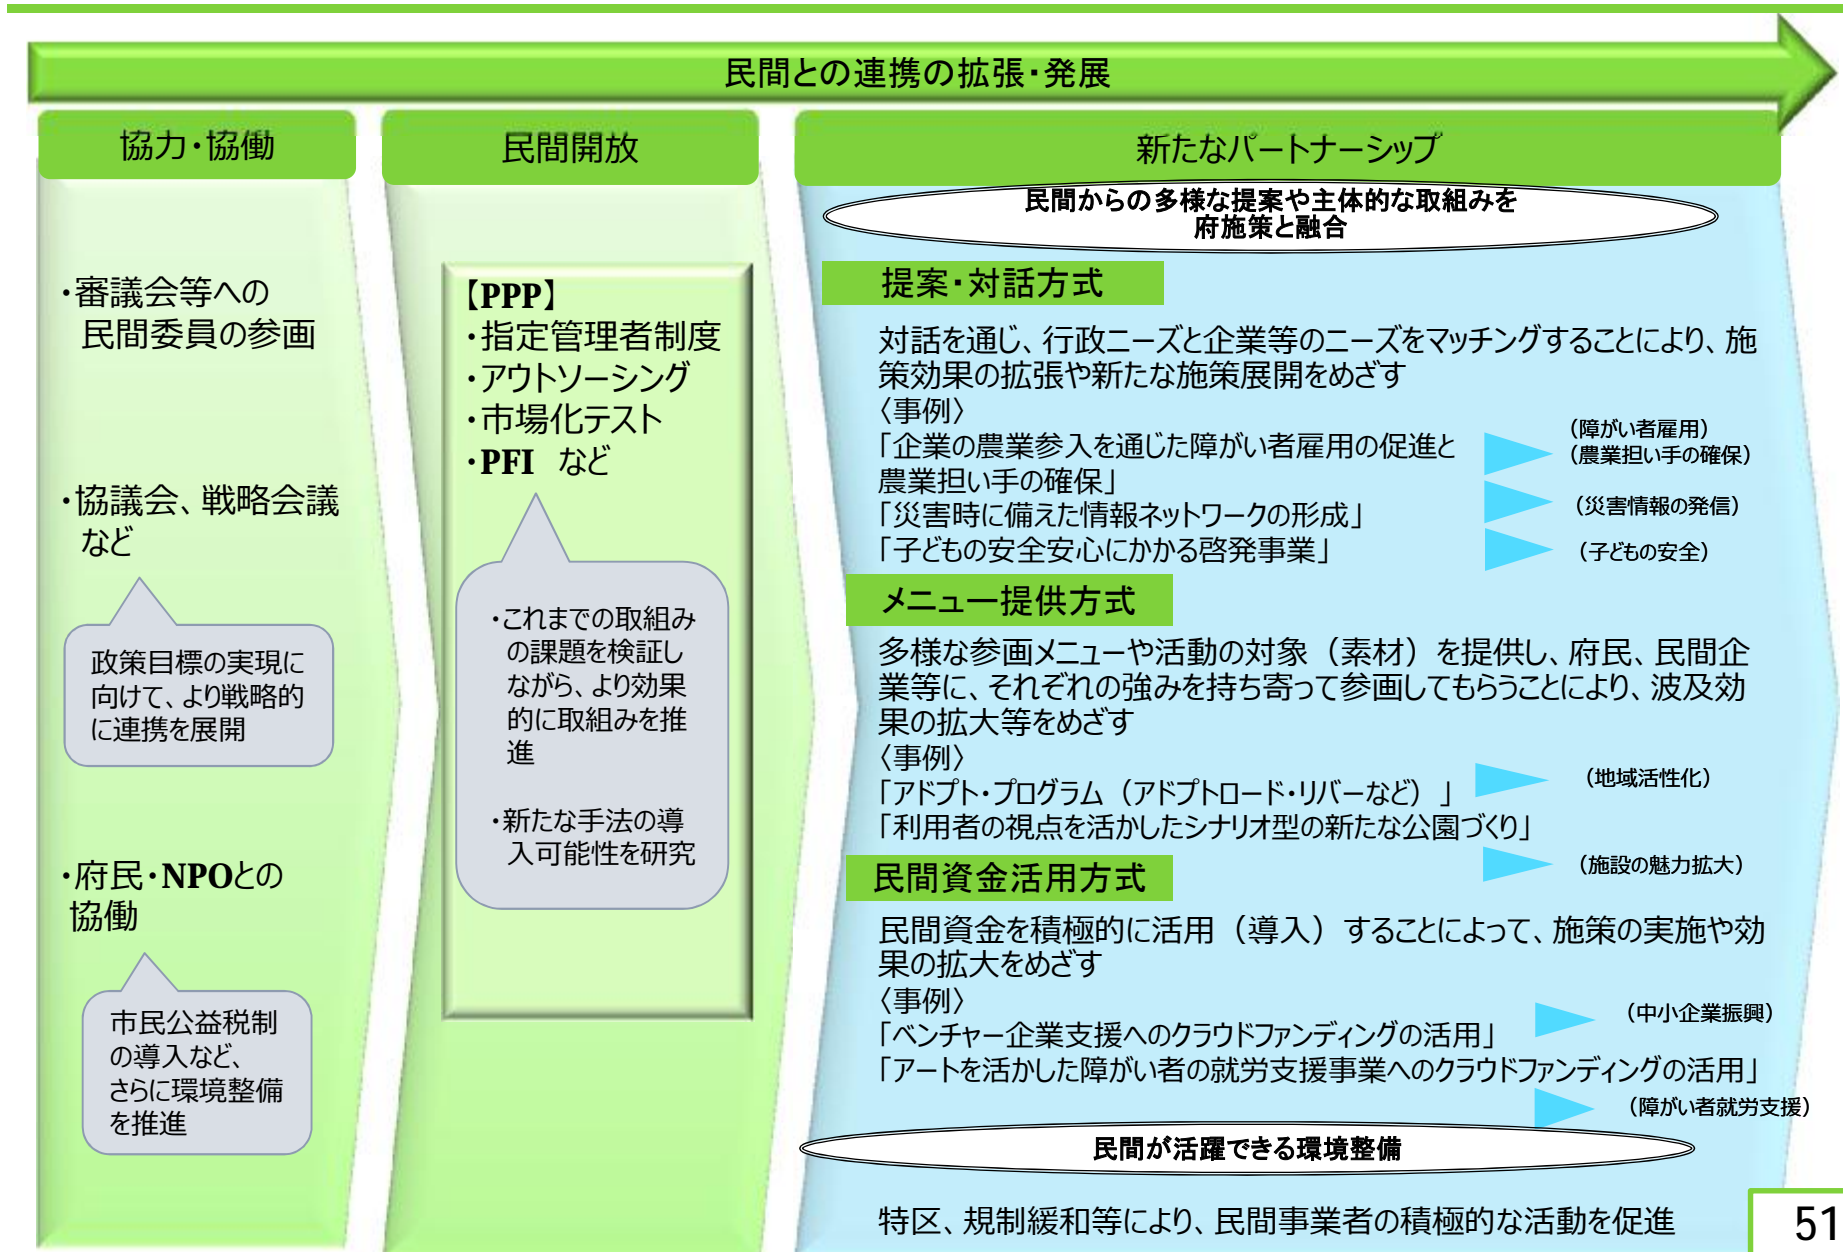 民間との連携の拡張・発展
協力・協働
・審議会等への
民間委員の参画
・協議会、戦略会議
など
政策目標の実現に
向けて、より戦略的
に連携を展開
・府民・NPOとの
協働
市民公益税制
の導入など、
さらに環境整備
を推進
民間開放
【PPP】
・指定管理者制度
・アウトソーシング
・市場化テスト
・PFI など
・これまでの取組み
の課題を検証し
ながら、より効果
的に取組みを推
進
・新たな手法の導
入可能性を研究
新たなパートナーシップ
民間からの多様な提案や主体的な取組みを
府施策と融合
提案・対話方式
対話を通じ、行政ニーズと企業等のニーズをマッチングすることにより、施
策効果の拡張や新たな施策展開をめざす
〈事例〉
「企業の農業参入を通じた障がい者雇用の促進と
農業担い手の確保」
(障がい者雇用)
(農業担い手の確保)
「災害時に備えた情報ネットワークの形成」
(災害情報の発信)
「子どもの安全安心にかかる啓発事業」
(子どもの安全)
メニュー提供方式
多様な参画メニューや活動の対象（素材）を提供し、府民、民間企
業等に、それぞれの強みを持ち寄って参画してもらうことにより、波及効
果の拡大等をめざす
〈事例〉
「アドプト・プログラム（アドプトロード・リバーなど）」
(地域活性化)
「利用者の視点を活かしたシナリオ型の新たな公園づくり」
(施設の魅力拡大)
民間資金活用方式
民間資金を積極的に活用（導入）することによって、施策の実施や効
果の拡大をめざす
〈事例〉
「ベンチャー企業支援へのクラウドファンディングの活用」
(中小企業振興)
「アートを活かした障がい者の就労支援事業へのクラウドファンディングの活用」
(障がい者就労支援)
民間が活躍できる環境整備
特区、規制緩和等により、民間事業者の積極的な活動を促進
51